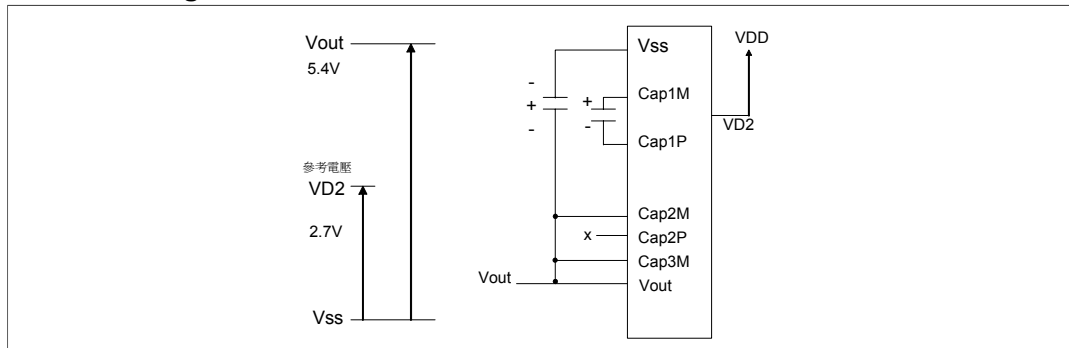 Vout
5.4V
參考電壓
VD2
2.7V
Vss
-
+
-
+
-
Vss
Cap1M
Cap1P
Cap2M
x
Cap2P
Cap3M
Vout
Vout
VDD
VD2